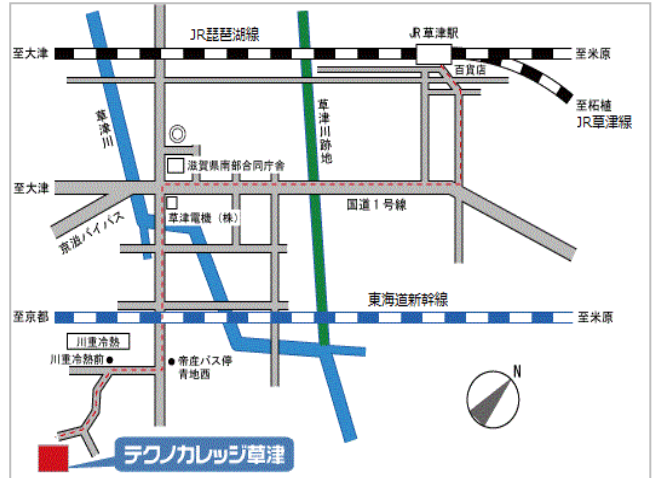 JR琵琶湖線
JR草津駅
至大津
至米原
百貨店
至柘植
JR草津線
草津川
草津川跡地
滋賀県南部合同庁舎
至大津
国道1号線
草津電機(株)
京滋バイパス
東海道新幹線
至京都
至米原
川重冷熱
川重冷熱前
帝産バス停
青地西
N
テクノカレッジ草津